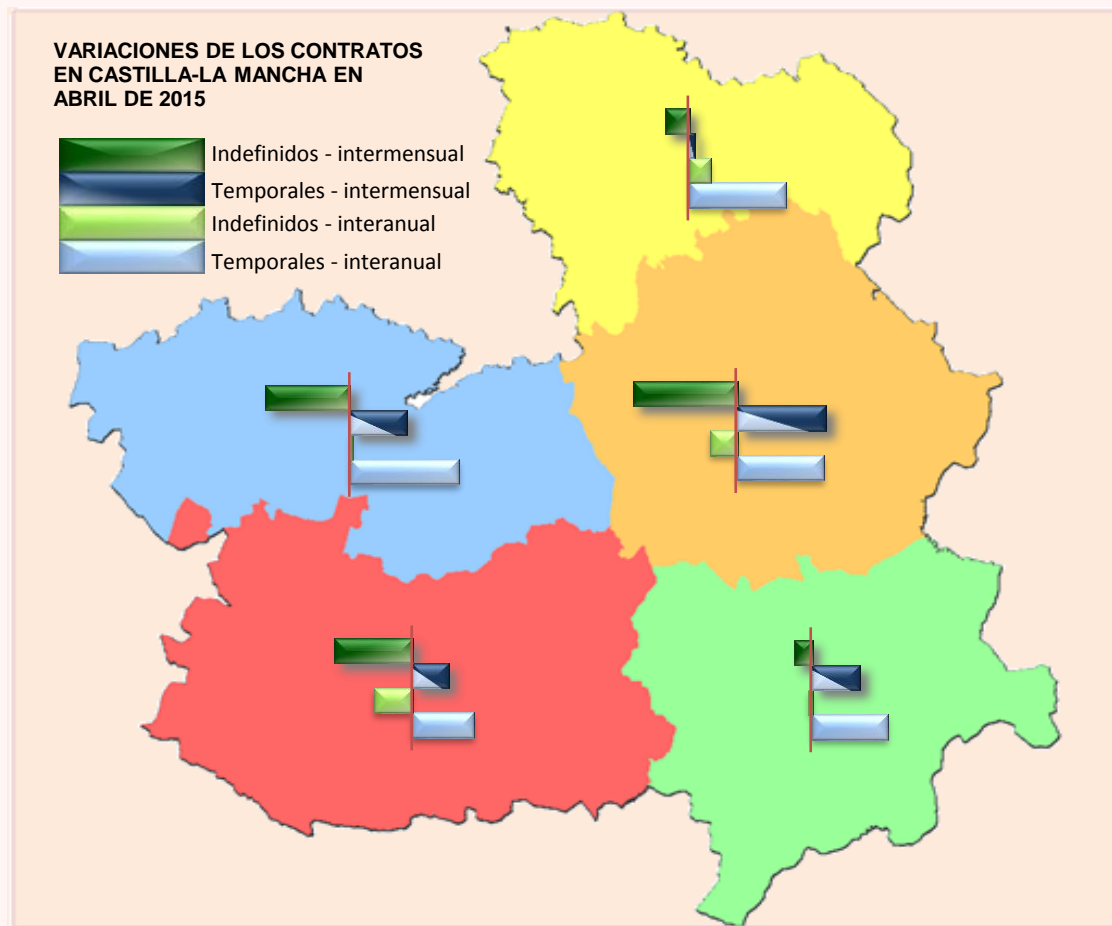 VARIACIONES DE LOS CONTRATOS
EN CASTILLA-LA MANCHA EN
ABRIL DE 2015
Indefinidos - intermensual
Temporales - intermensual
Indefinidos - interanual
Temporales - interanual